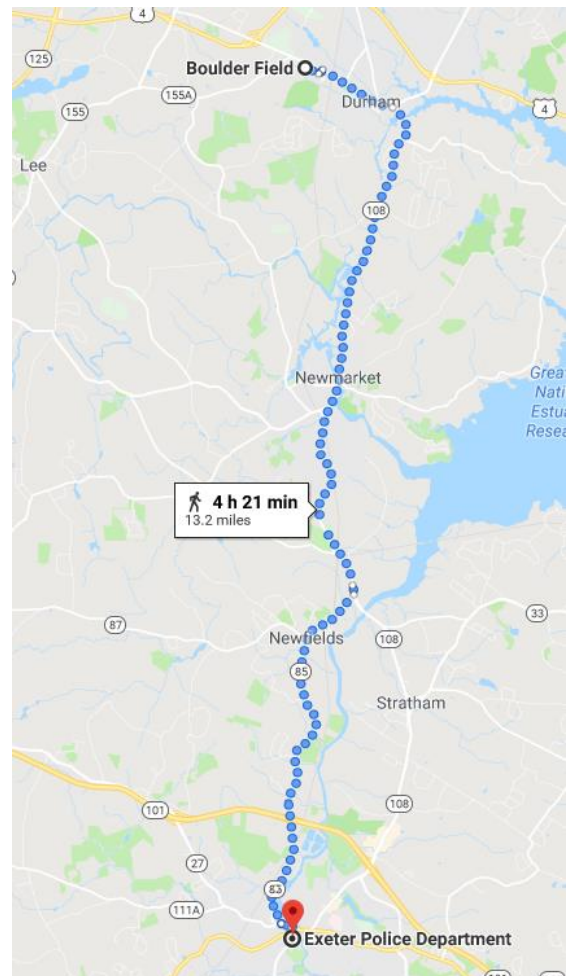 4
125
Boulder Field
155A
Durham
155
4
Lee
108
Newmarket
Grea
Nati
Estua
Resea
4 h 21 min
13.2 miles
87
Newfields
108
33
85
Stratham
101
108
27
111A
Exeter Police Department